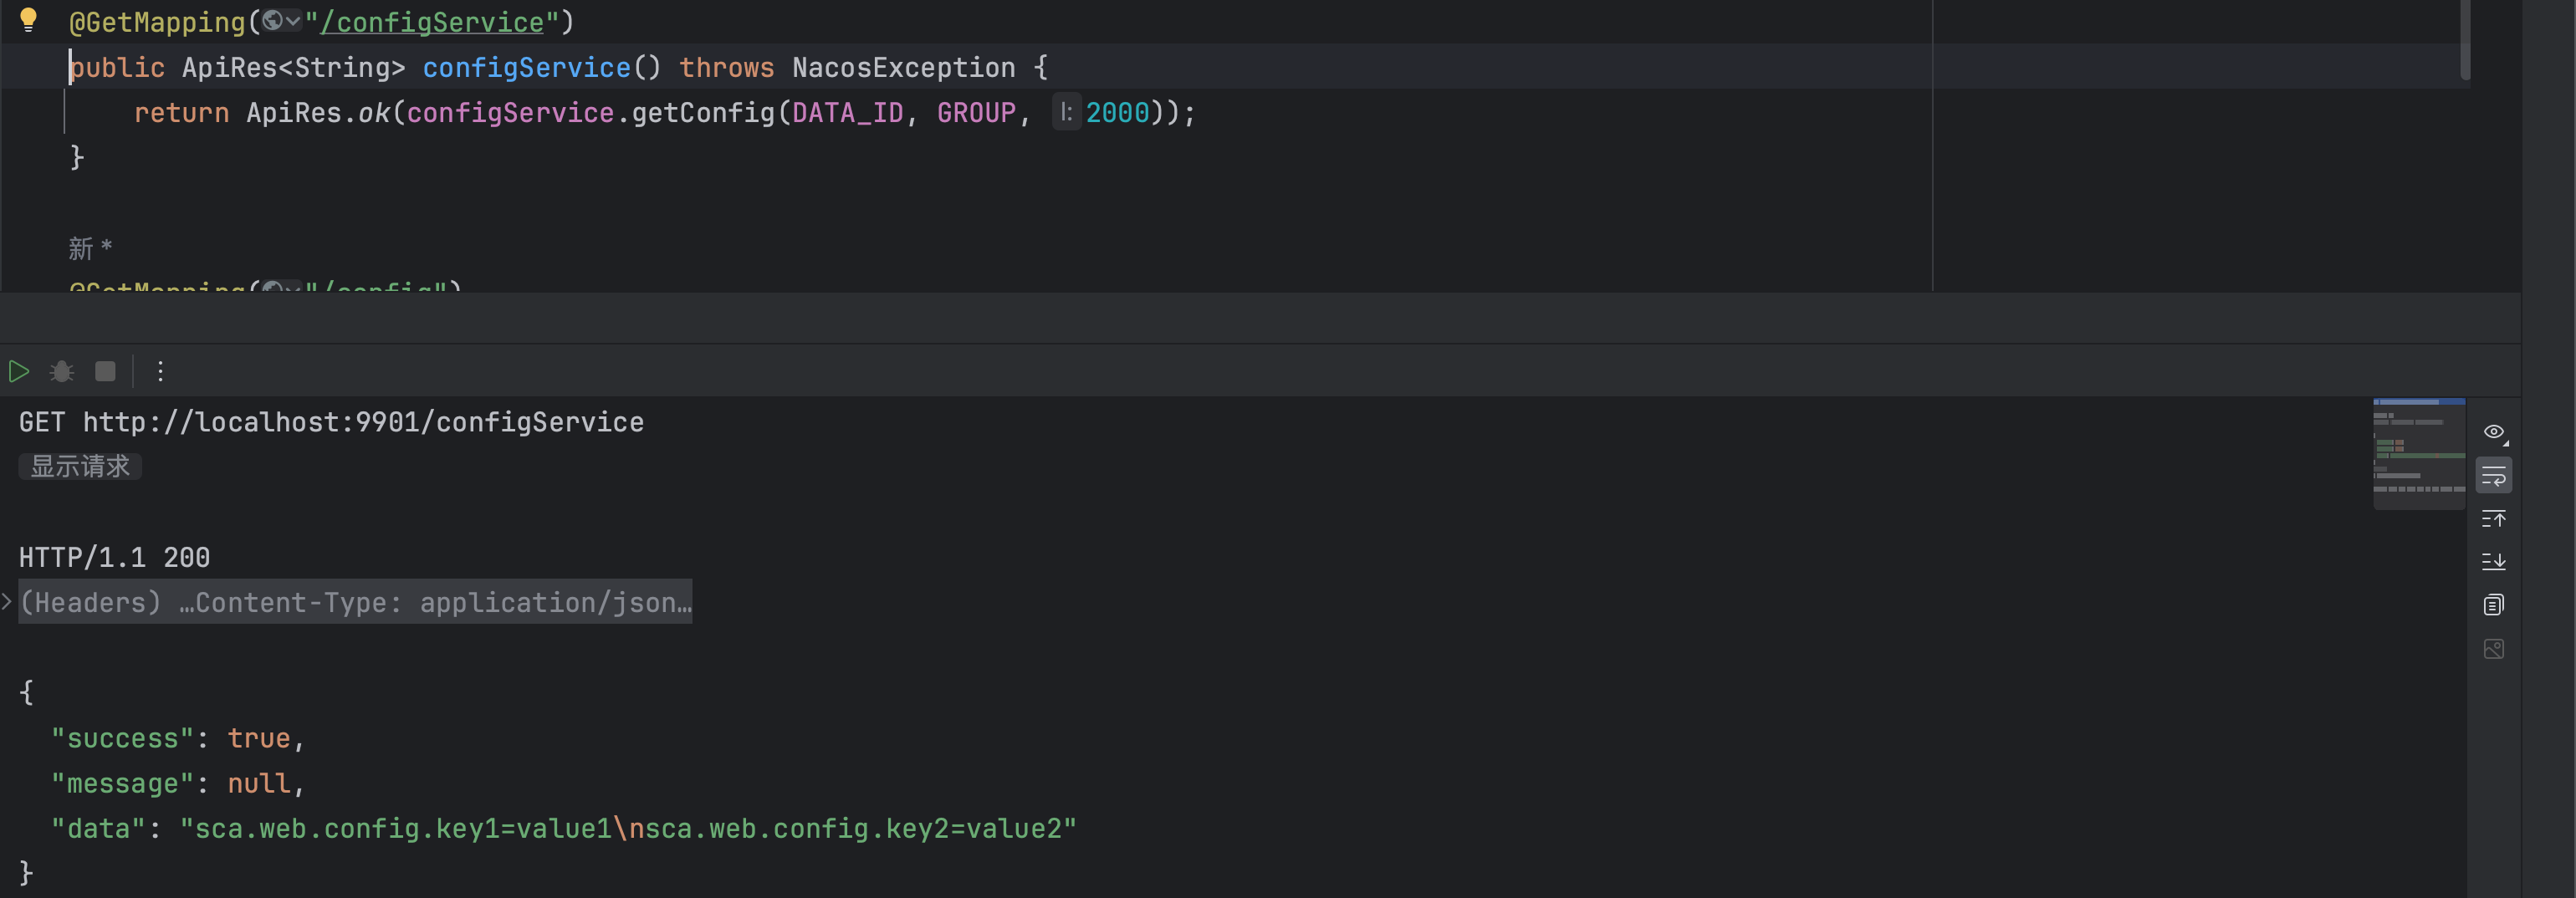 @GetMapping("/configService")
public ApiRes<String> configService() throws NacosException {
return ApiRes.ok(configService.getConfig(DATA_ID, GROUP, l: 2000));
}
新 *
@GetMapping("/config")
GET http://localhost:9901/configService
显示请求
HTTP/1.1 200
(Headers) …Content-Type: application/json…
{
"success": true,
"message": null,
"data": "sca.web.config.key1=value1\nsca.web.config.key2=value2"
}